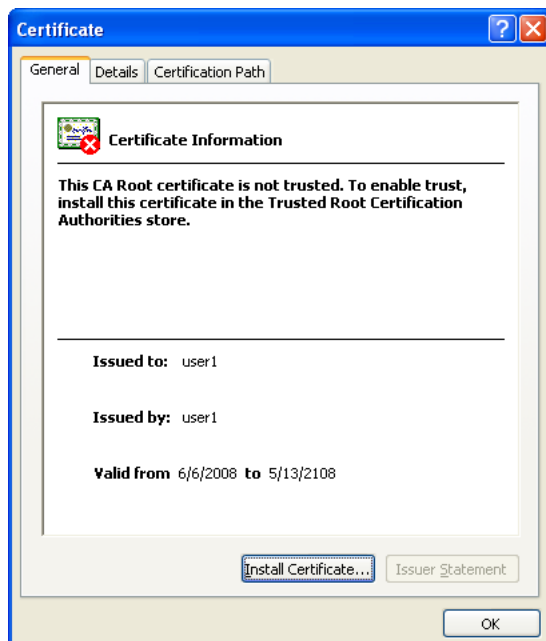 Certificate
General Details Certification Path
Certificate Information
This CA Root certificate is not trusted. To enable trust,
install this certificate in the Trusted Root Certification
Authorities store.
Issued to: user1
Issued by: user1
Valid from 6/6/2008 to 5/13/2108
Install Certificate... Issuer Statement
OK